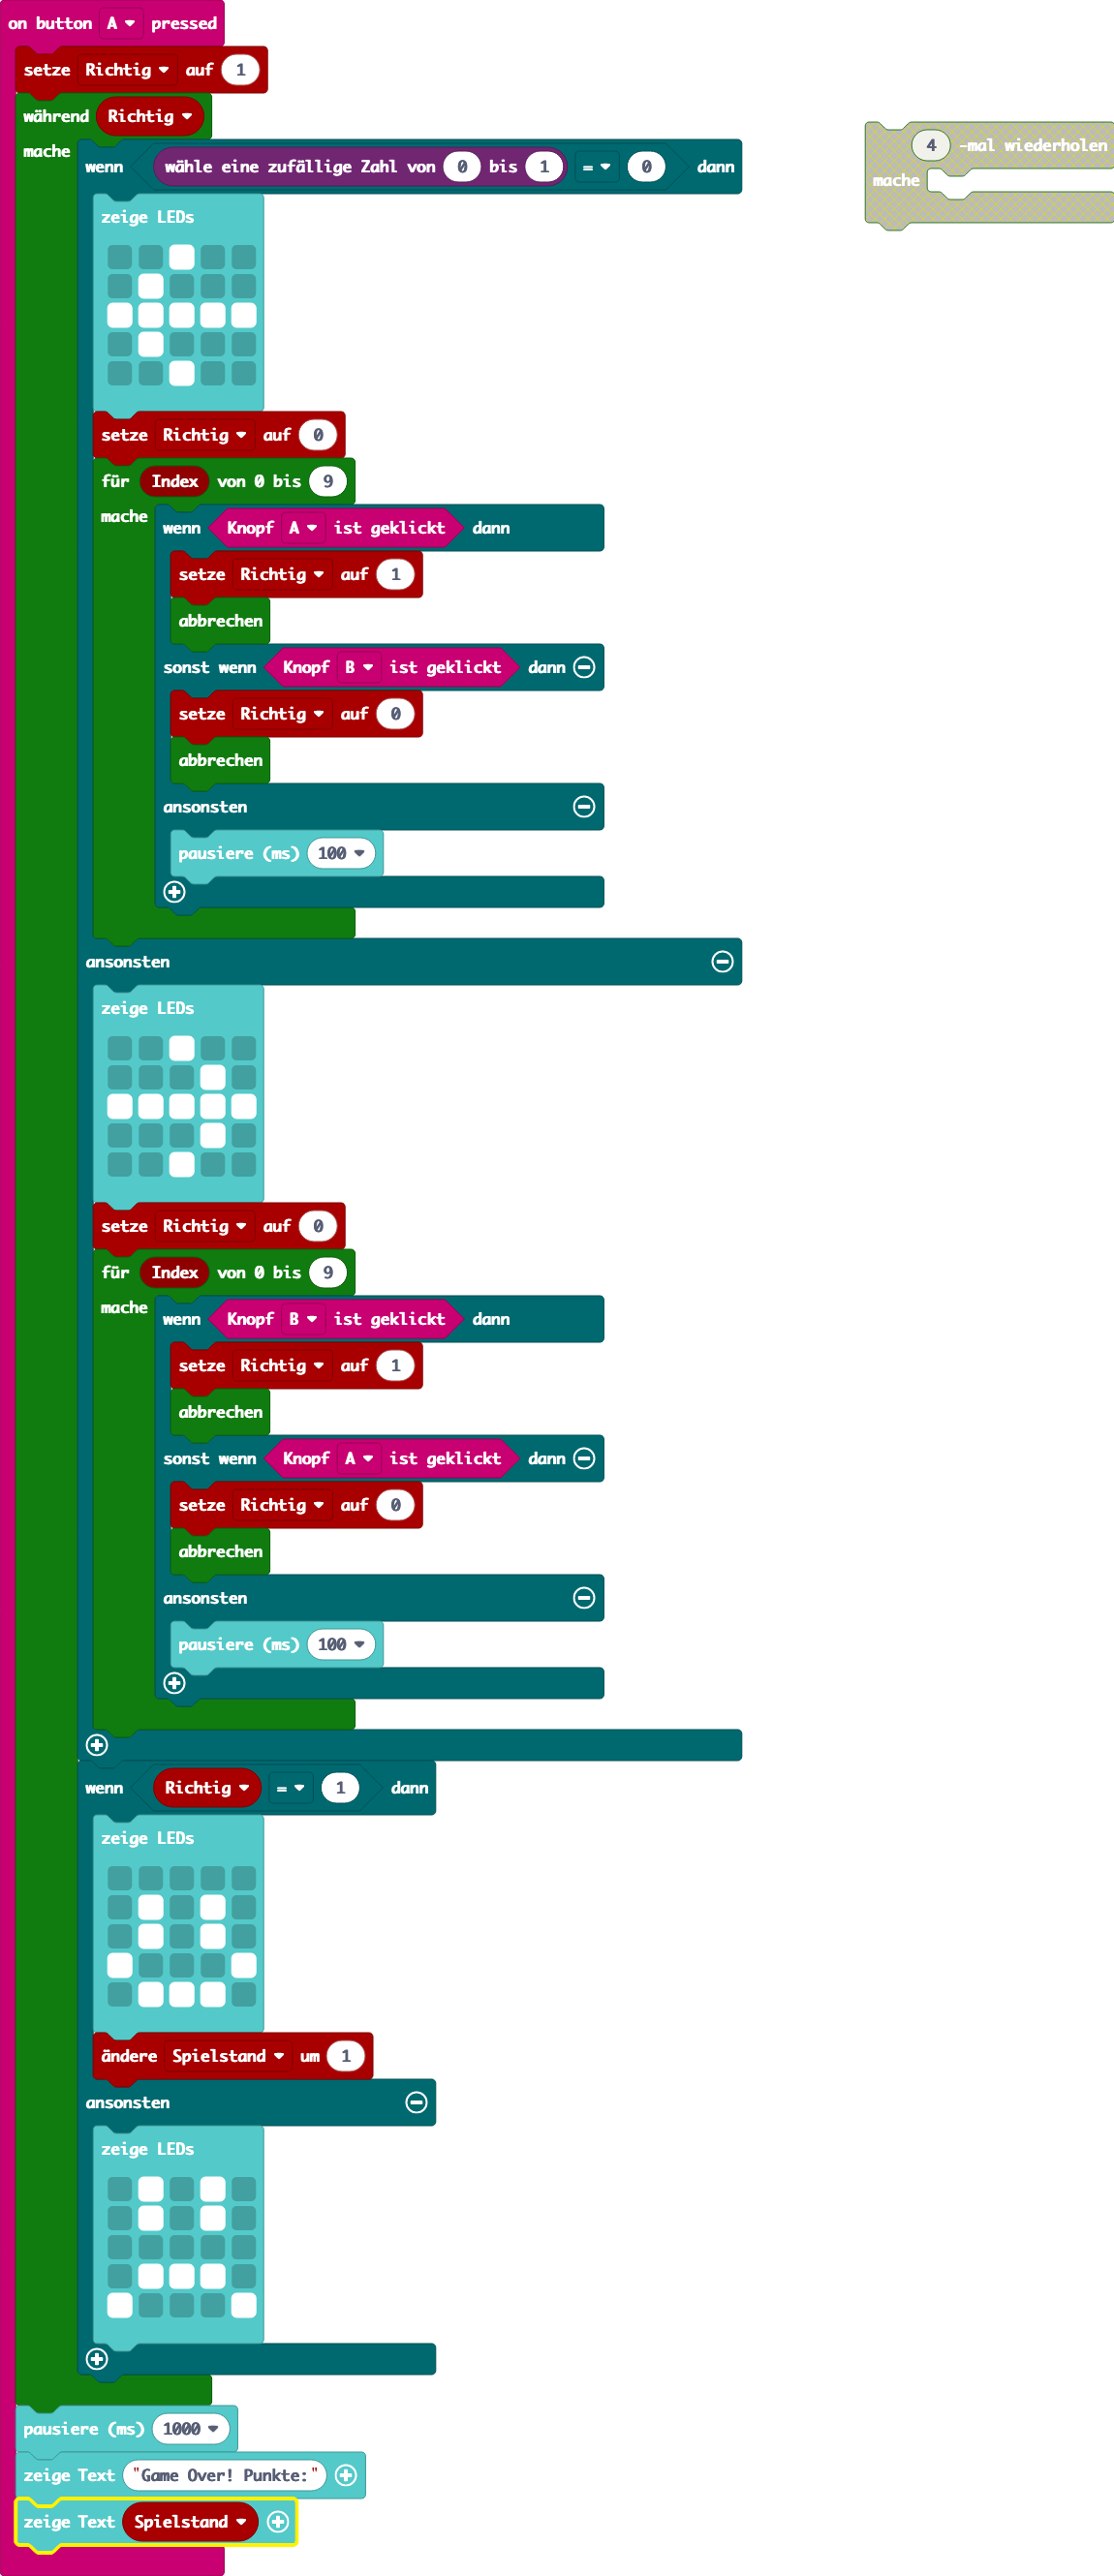 on button A pressed
setze Richtig auf 1
während Richtig
mache
wenn wähle eine zufällige Zahl von 0 bis 1 = 0 dann
4 -mal wiederholen
mache
zeige LEDs
setze Richtig auf 0
für Index von 0 bis 9
mache
wenn Knopf A ist geklickt dann
setze Richtig auf 1
abbrechen
sonst wenn Knopf B ist geklickt dann
setze Richtig auf 0
abbrechen
ansonsten
pausiere (ms) 100
ansonsten
zeige LEDs
setze Richtig auf 0
für Index von 0 bis 9
mache
wenn Knopf B ist geklickt dann
setze Richtig auf 1
abbrechen
sonst wenn Knopf A ist geklickt dann
setze Richtig auf 0
abbrechen
ansonsten
pausiere (ms) 100
wenn Richtig = 1 dann
zeige LEDs
ändere Spielstand um 1
ansonsten
zeige LEDs
pausiere (ms) 1000
zeige Text "Game Over! Punkte:"
zeige Text Spielstand